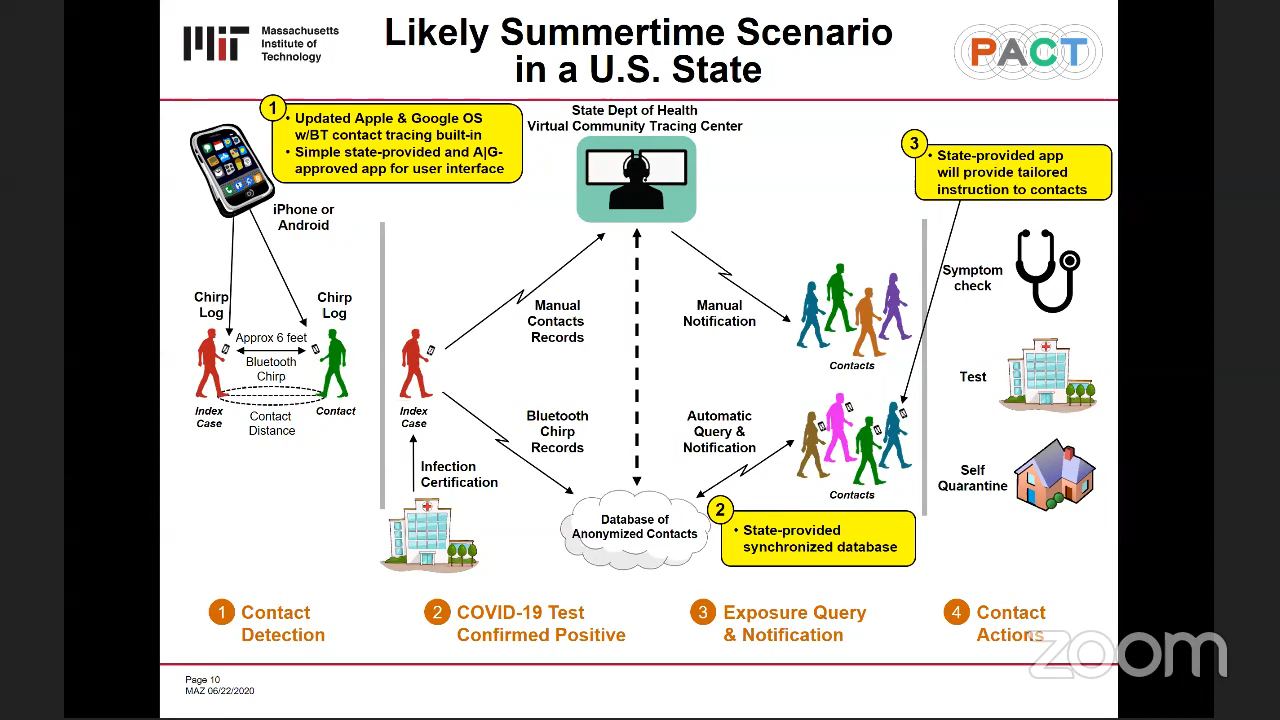 MIT
Massachusetts
Institute of
Technology
Likely Summertime Scenario
in a U.S. State
PACT
1
• Updated Apple & Google OS
w/BT contact tracing built-in
• Simple state-provided and A|G-
approved app for user interface
State Dept of Health
Virtual Community Tracing Center
3
• State-provided app
will provide tailored
instruction to contacts
iPhone or
Android
Chirp
Log
Chirp
Log
Approx 6 feet
Bluetooth
Chirp
Index
Case
Contact
Contact
Distance
Manual
Contacts
Records
Manual
Notification
Contacts
Index
Case
Bluetooth
Chirp
Records
Automatic
Query &
Notification
Contacts
Infection
Certification
Database of
Anonymized Contacts
2
• State-provided
synchronized database
Symptom
check
Test
Self
Quarantine
1 Contact
Detection
2 COVID-19 Test
Confirmed Positive
3 Exposure Query
& Notification
4 Contact
Actions
zoom
Page 10
MAZ 06/22/2020